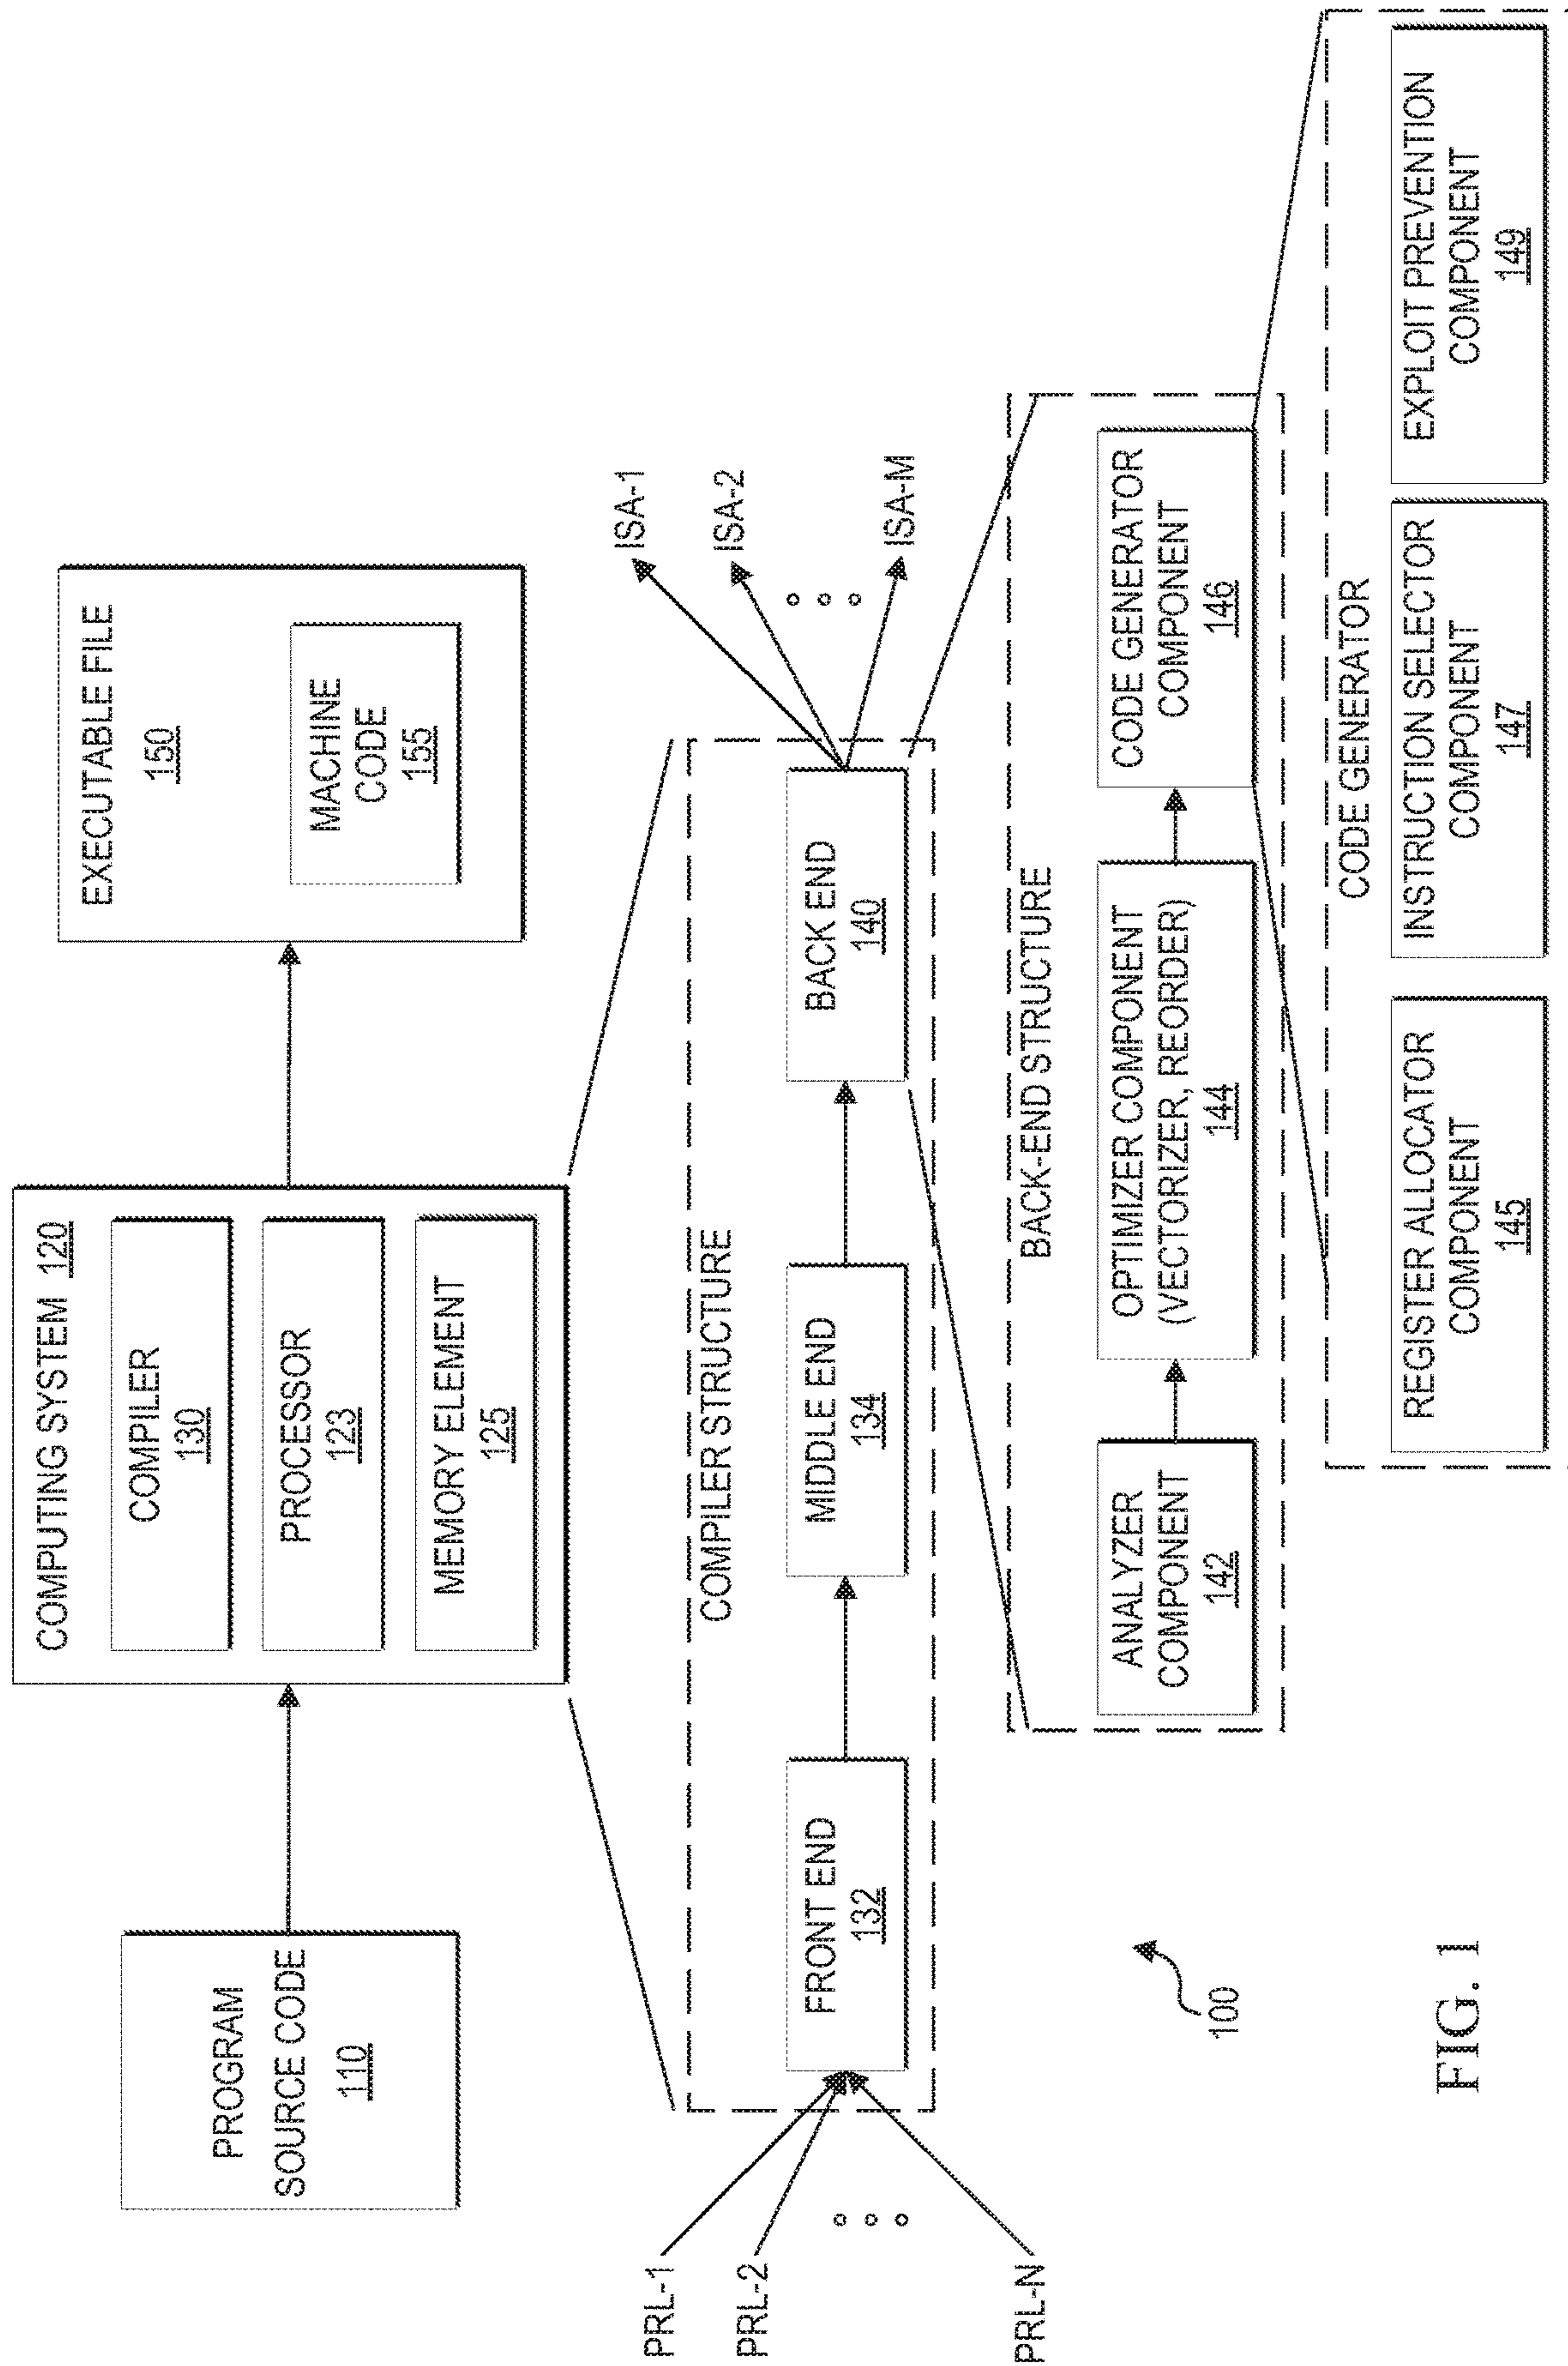 PROGRAM
SOURCE CODE
110
COMPUTING SYSTEM 120
COMPILER
130
PROCESSOR
123
MEMORY ELEMENT
125
EXECUTABLE FILE
150
MACHINE
CODE
155
PRL-1
PRL-2
PRL-N
COMPILER STRUCTURE
FRONT END
132
MIDDLE END
134
BACK END
140
ISA-1
ISA-2
ISA-M
BACK-END STRUCTURE
ANALYZER
COMPONENT
142
OPTIMIZER COMPONENT
(VECTORIZER, REORDER)
144
CODE GENERATOR
COMPONENT
146
CODE GENERATOR
REGISTER ALLOCATOR
COMPONENT
145
INSTRUCTION SELECTOR
COMPONENT
147
EXPLOIT PREVENTION
COMPONENT
149
100
FIG. 1